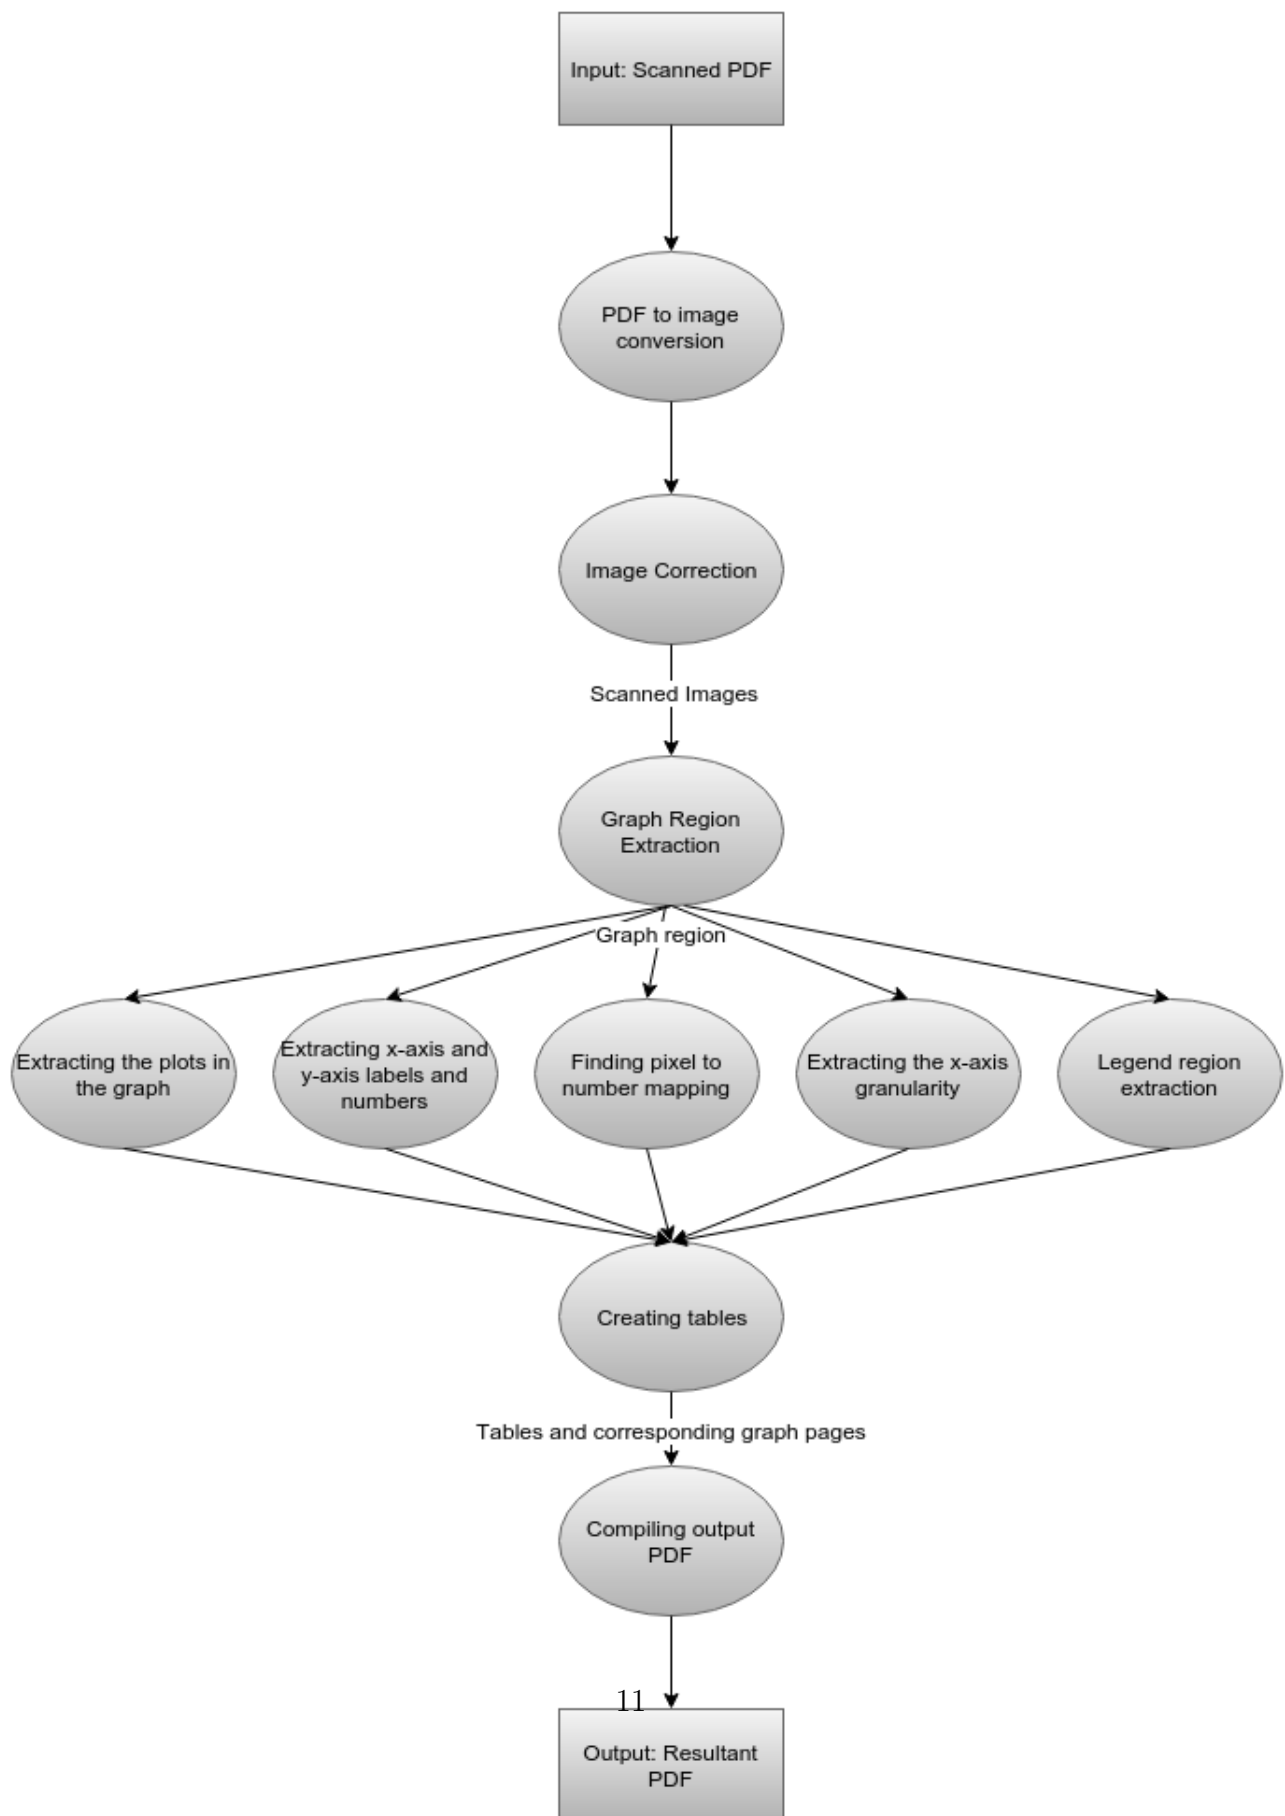 Input: Scanned PDF
PDF to image
conversion
Image Correction
Scanned Images
Graph Region
Extraction
Graph region
Extracting the plots in
the graph
Extracting x-axis and
y-axis labels and
numbers
Finding pixel to
number mapping
Extracting the x-axis
granularity
Legend region
extraction
Creating tables
Tables and corresponding graph pages
Compiling output
PDF
11
Output: Resultant
PDF